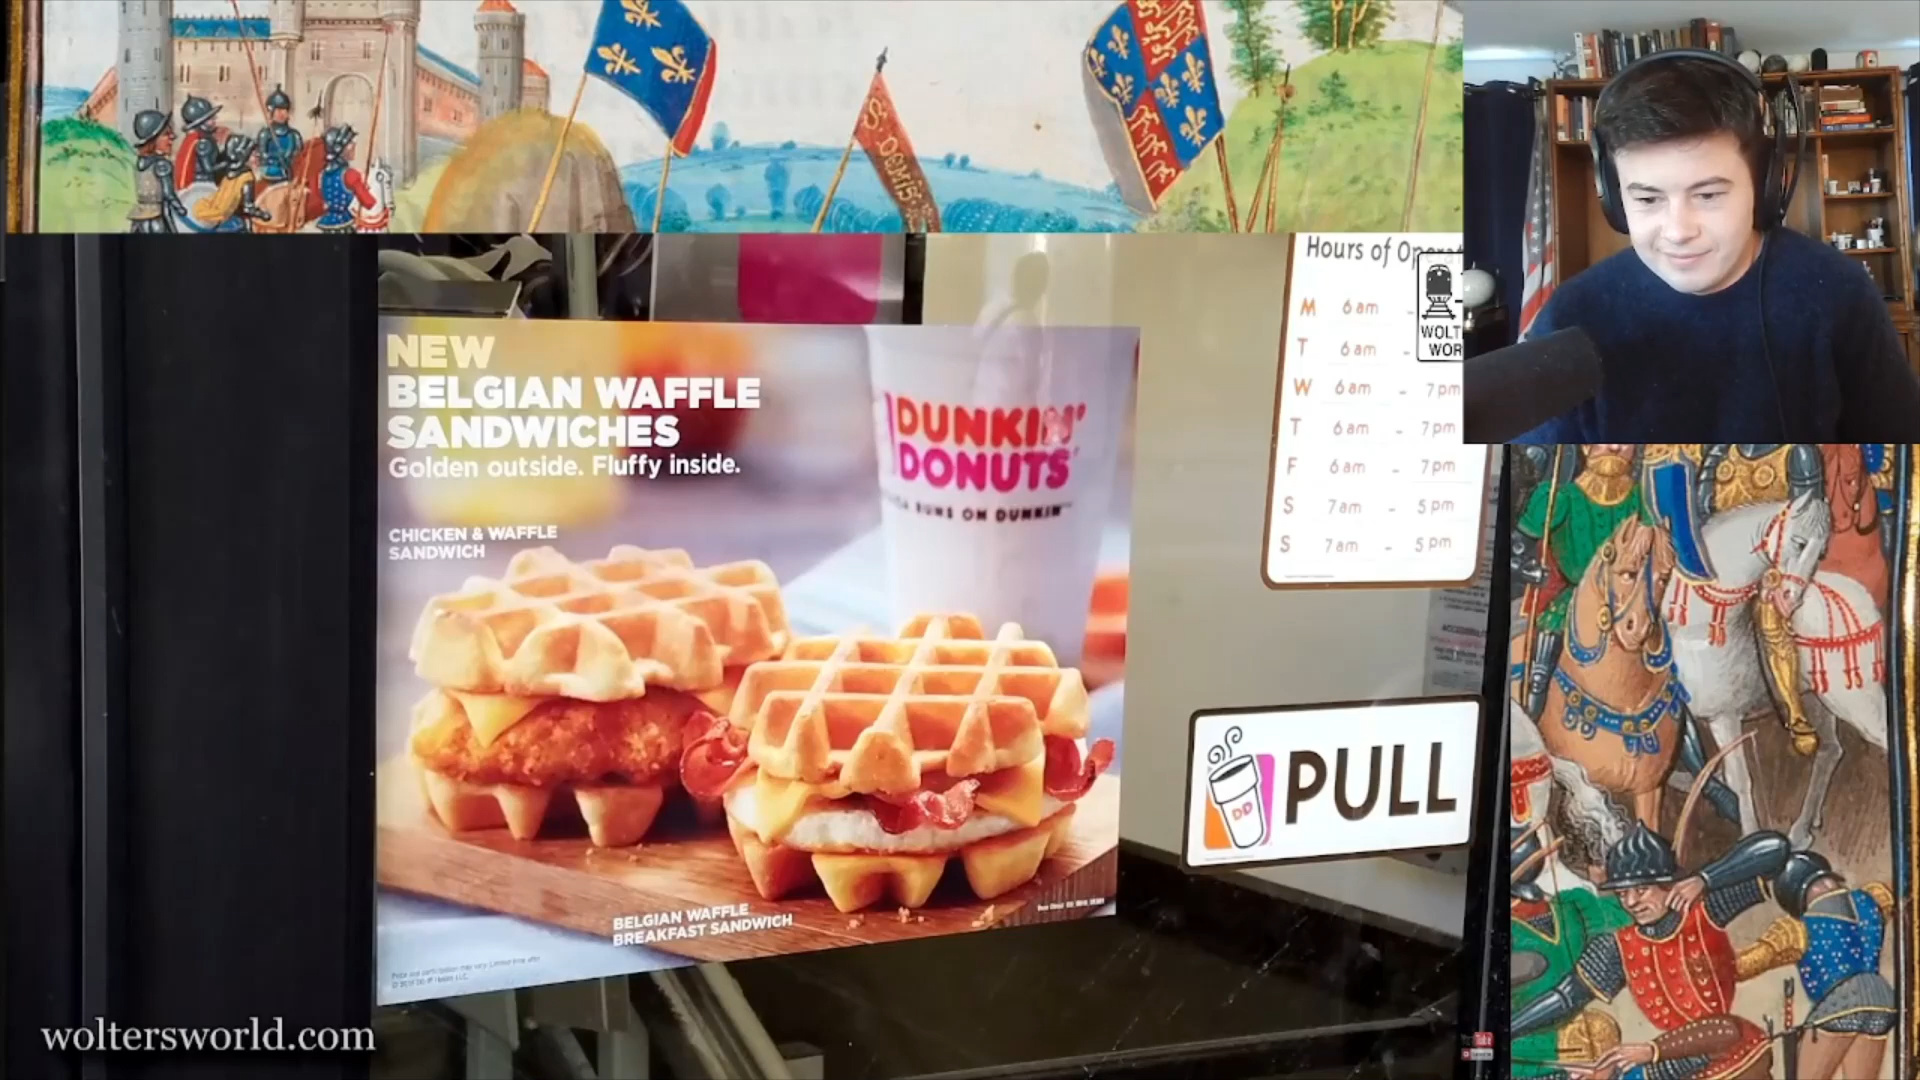 S. DENIS
NEW
BELGIAN WAFFLE
SANDWICHES
Golden outside. Fluffy inside.
CHICKEN & WAFFLE
SANDWICH
BELGIAN WAFFLE
BREAKFAST SANDWICH
DUNKIN'
DONUTS
RUNS ON DUNKIN'
Hours of Operat
M 6am -
T 6am -
W 6am - 7pm
T 6am - 7pm
F 6am - 7pm
S 7am - 5pm
S 7am - 5pm
WOLT
WOR
DD
PULL
woltersworld.com